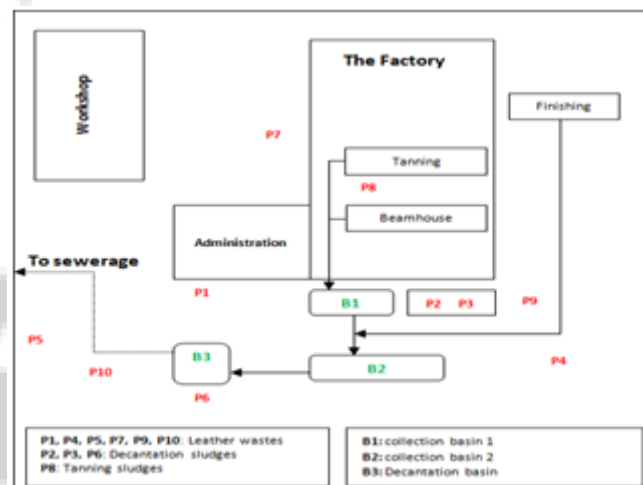 The Factory
Workshop
Finishing
P7
Tanning
P8
Beamhouse
Administration
To sewerage
P1
B1
P2 P3
P9
P5
B3
P4
P10
B2
P6
P1, P4, P5, P7, P9, P10: Leather wastes
P2, P3, P6: Decantation sludges
P8: Tanning sludges
B1: collection basin 1
B2: collection basin 2
B3: Decantation basin